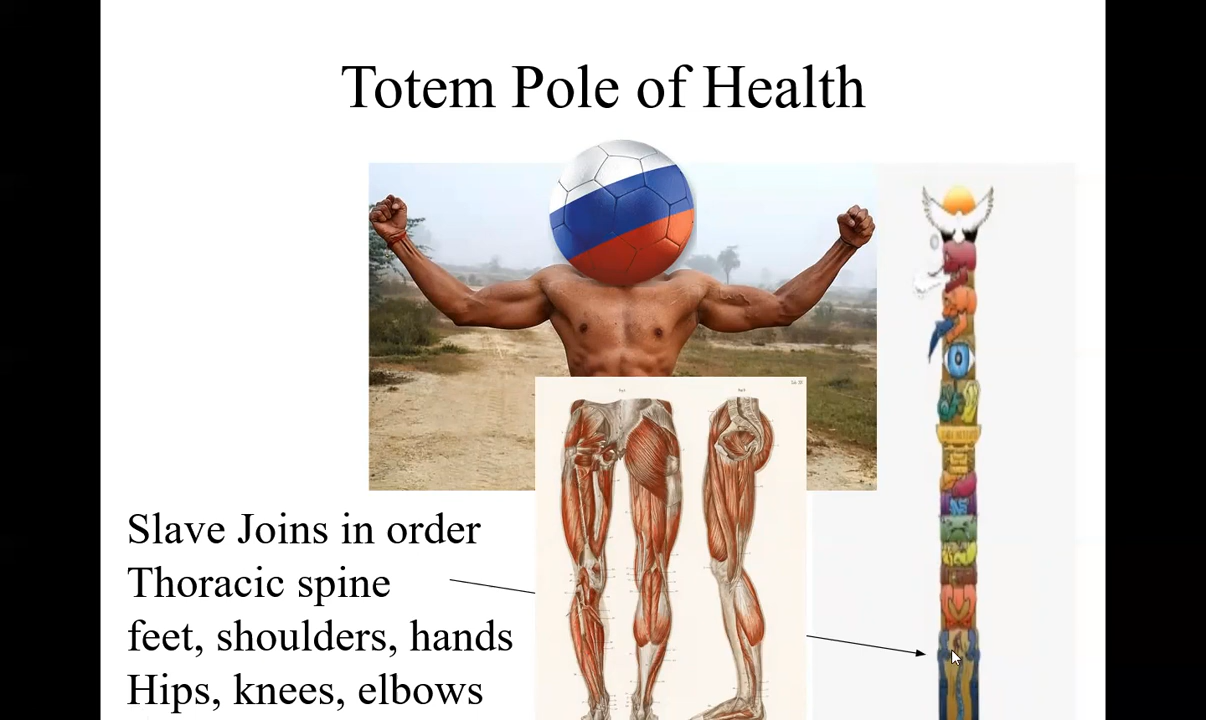 Totem Pole of Health
Slave Joins in order
Thoracic spine
feet, shoulders, hands
Hips, knees, elbows